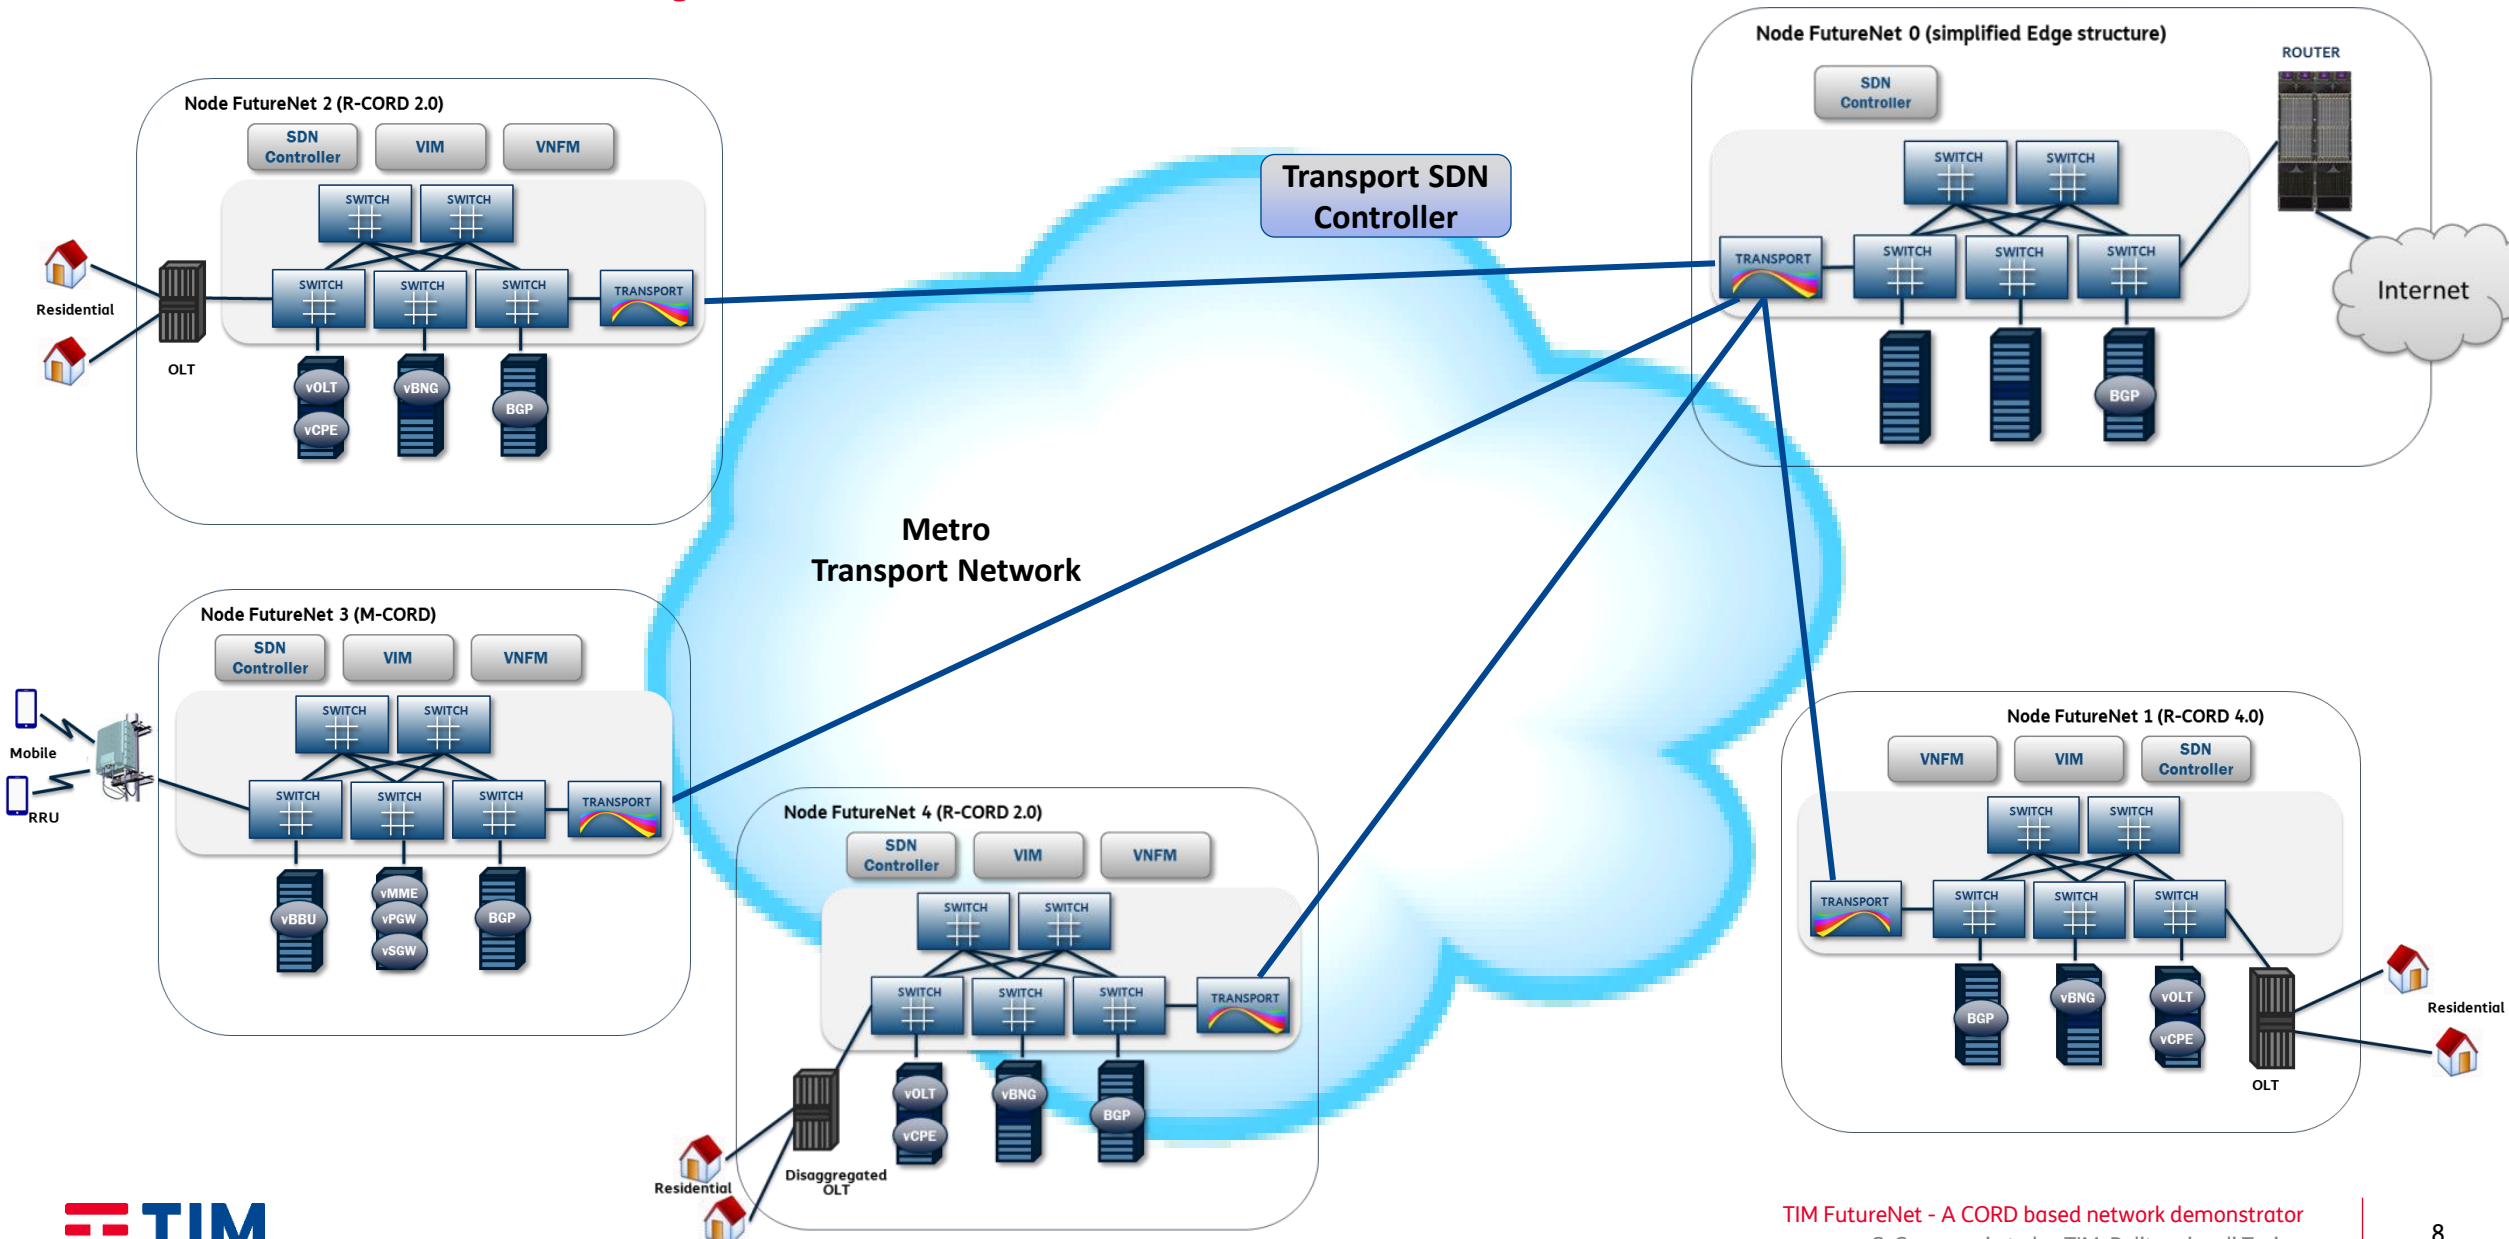 Node FutureNet 0 (simplified Edge structure)
ROUTER
SDN
Controller
SWITCH
SWITCH
TRANSPORT
SWITCH
SWITCH
SWITCH
BGP
Internet
Node FutureNet 2 (R-CORD 2.0)
SDN
Controller
VIM
VNFM
SWITCH
SWITCH
SWITCH
SWITCH
SWITCH
TRANSPORT
Residential
OLT
vOLT
vCPE
vBNG
BGP
Transport SDN
Controller
Metro
Transport Network
Node FutureNet 3 (M-CORD)
SDN
Controller
VIM
VNFM
SWITCH
SWITCH
Mobile
RRU
SWITCH
SWITCH
SWITCH
TRANSPORT
vBBU
vMME
vPGW
vSGW
BGP
Node FutureNet 4 (R-CORD 2.0)
SDN
Controller
VIM
VNFM
SWITCH
SWITCH
SWITCH
SWITCH
SWITCH
TRANSPORT
vOLT
vCPE
vBNG
BGP
Residential
Disaggregated
OLT
Node FutureNet 1 (R-CORD 4.0)
VNFM
VIM
SDN
Controller
SWITCH
SWITCH
TRANSPORT
SWITCH
SWITCH
SWITCH
BGP
vBNG
vOLT
vCPE
OLT
Residential
TIM
TIM FutureNet - A CORD based network demonstrator
8